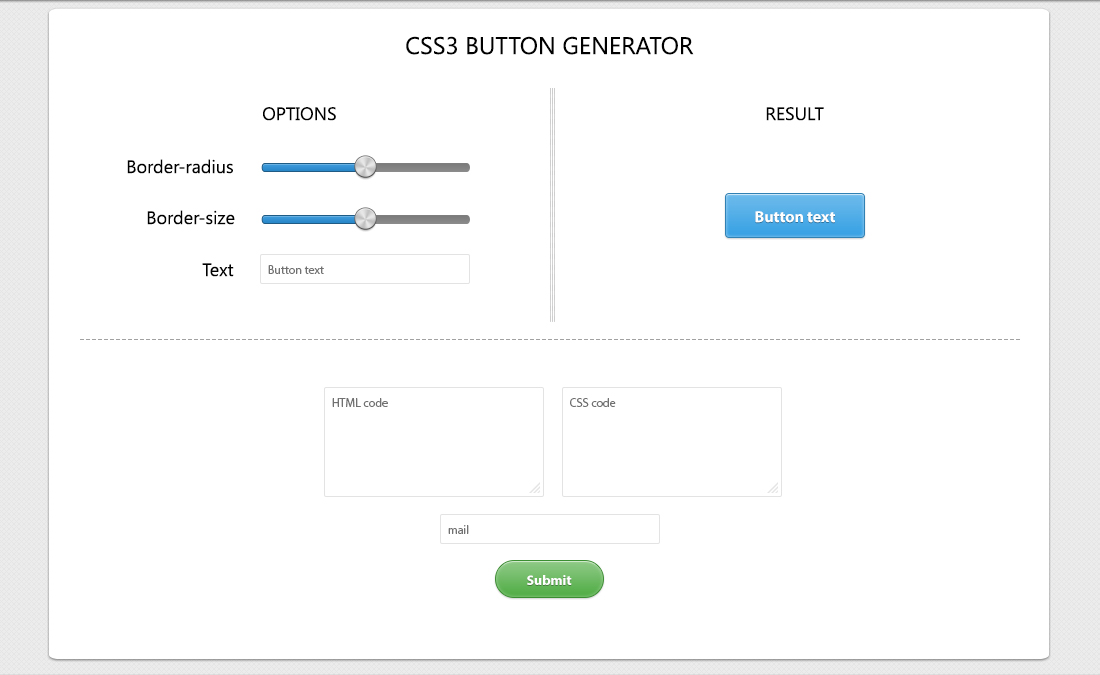 CSS3 BUTTON GENERATOR
OPTIONS
Border-radius
Border-size
Text
Button text
RESULT
Button text
HTML code
CSS code
mail
Submit